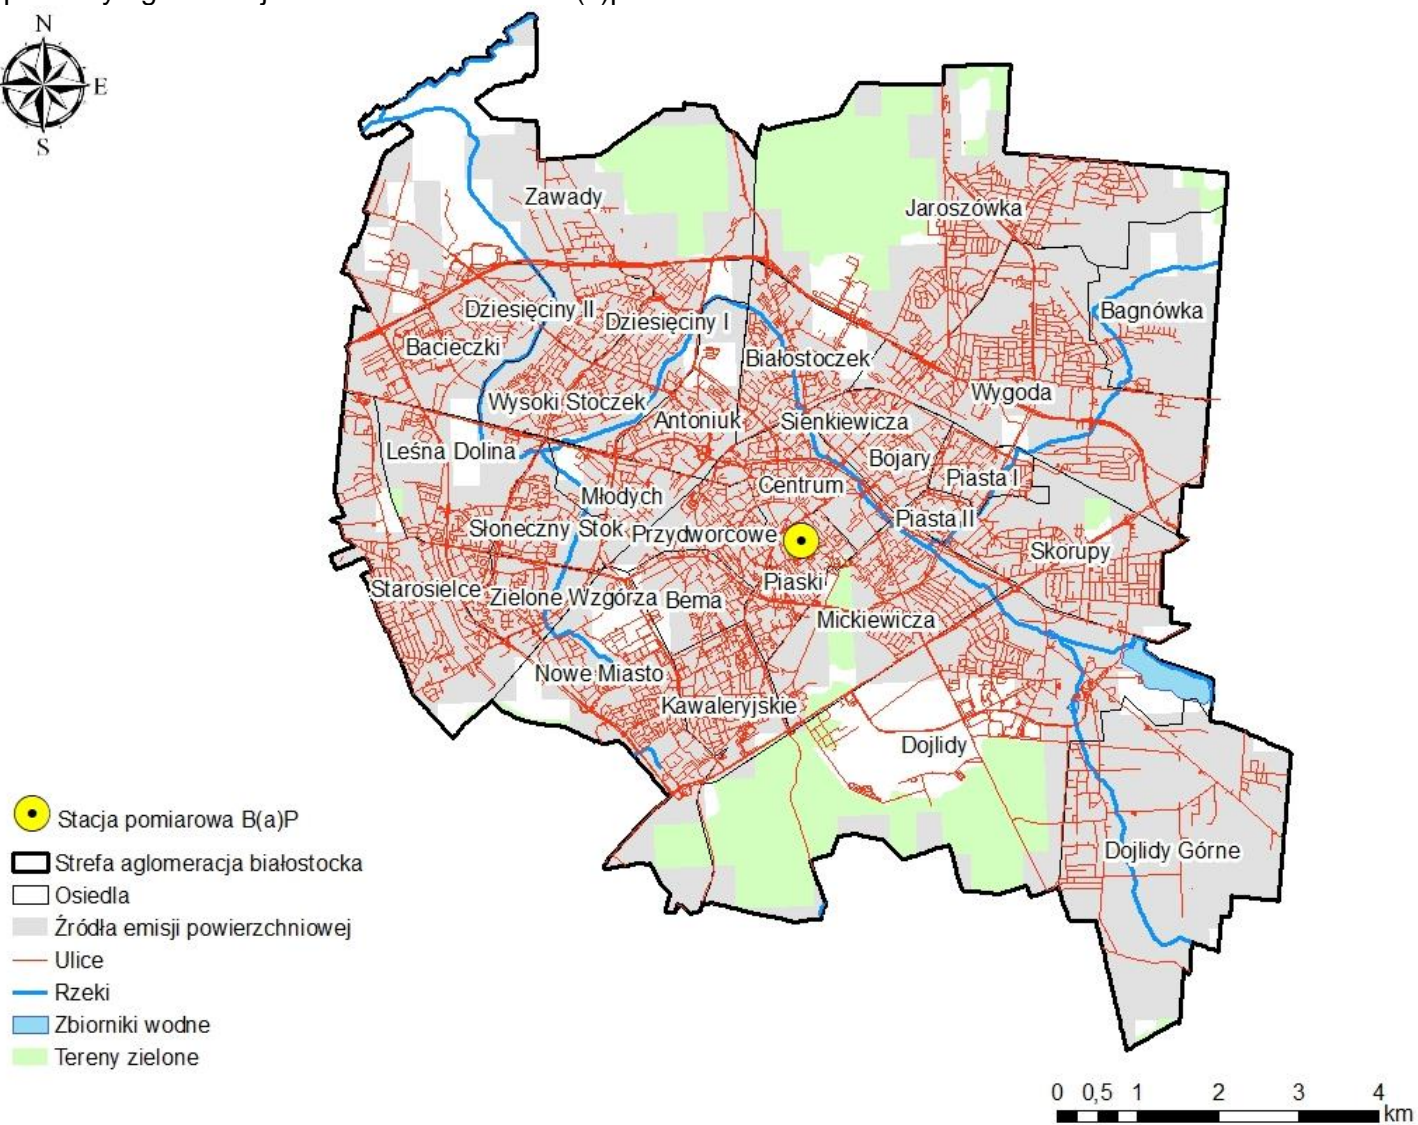 N
E
S
Zawady
Jaroszówka
Dziesięciny II
Dziesięciny I
Bagnówka
Bacieczki
Białostoczek
Wygoda
Wysoki Stoczek
Antoniuk
Sienkiewicza
Leśna Dolina
Bojary
Piasta I
Centrum
Młodych
Piasta II
Słoneczny Stok
Przydworcowe
Skorupy
Piaski
Starosielce
Zielone Wzgórza
Bema
Mickiewicza
Nowe Miasto
Kawaleryjskie
Dojlidy
Dojlidy Górne
Stacja pomiarowa B(a)P
Strefa aglomeracja białostocka
Osiedla
Źródła emisji powierzchniowej
Ulice
Rzeki
Zbiorniki wodne
Tereny zielone
0 0,5 1 2 3 4
km